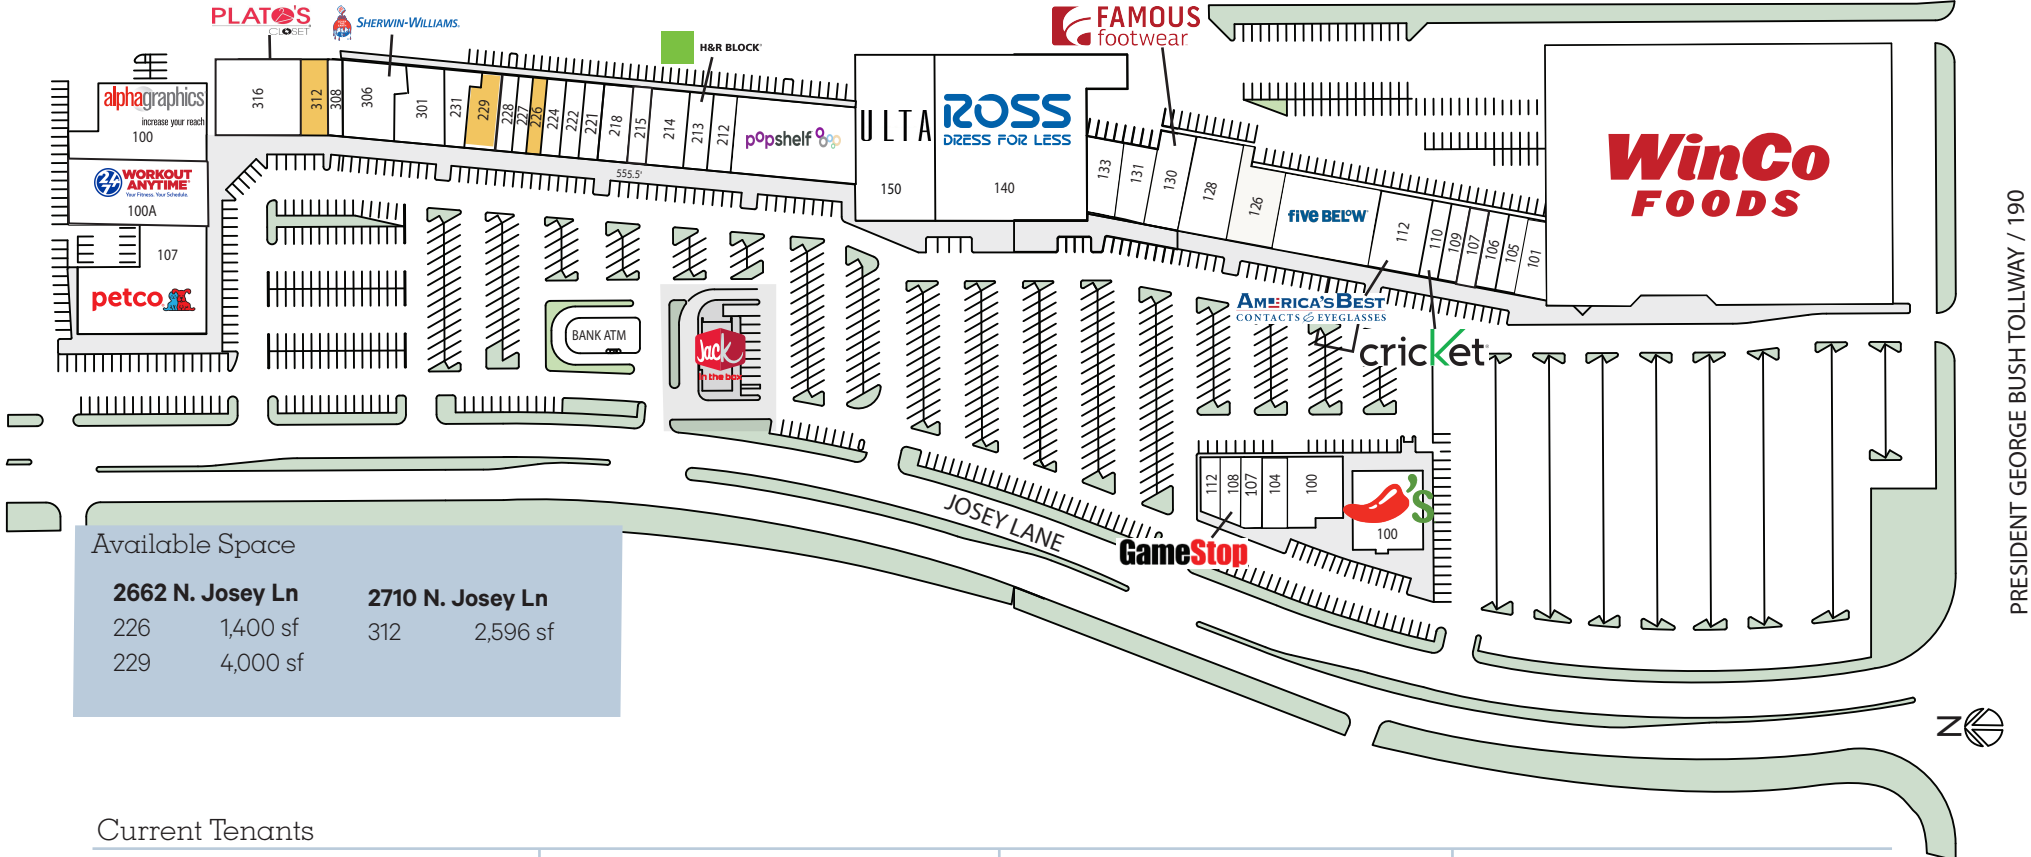 PLATO'S
CLOSET
SHERWIN-WILLIAMS.
H&R BLOCK
FAMOUS
footwear
alphagraphics
increase your reach
100
WORKOUT
ANYTIME
Your Fitness. Your Schedule.
24
100A
107
petco
316
312
308
306
301
231
229
228
227
226
224
222
221
218
215
214
213
212
popshelf
555.5'
ULTA
150
ROSS
DRESS FOR LESS
140
133
131
130
128
126
five BELOW
112
110
109
107
106
105
101
WinCo
FOODS
BANK ATM
Jack
in the box
AMERICA'S BEST
CONTACTS & EYEGLASSES
cricket
112
108
107
104
100
'S
100
GameStop
JOSEY LANE
PRESIDENT GEORGE BUSH TOLLWAY / 190
N
Available Space
2662 N. Josey Ln
226 1,400 sf
229 4,000 sf
2710 N. Josey Ln
312 2,596 sf
Current Tenants